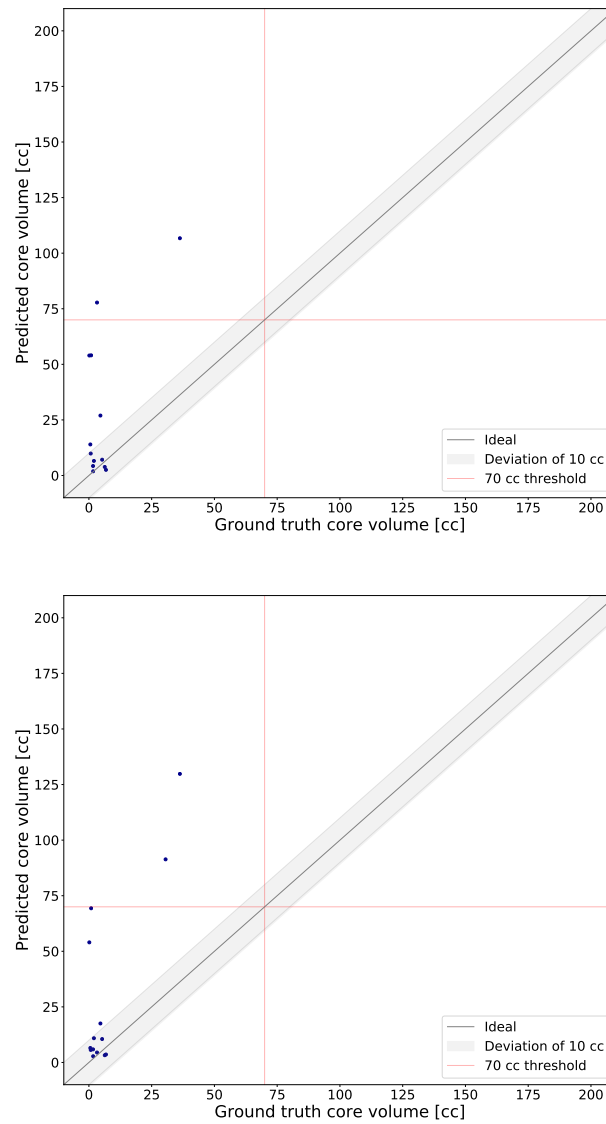 200
175
150
125
100
75
50
25
0
Predicted core volume [cc]
Ideal
Deviation of 10 cc
70 cc threshold
0 25 50 75 100 125 150 175 200
Ground truth core volume [cc]
200
175
150
125
100
75
50
25
0
Predicted core volume [cc]
Ideal
Deviation of 10 cc
70 cc threshold
0 25 50 75 100 125 150 175 200
Ground truth core volume [cc]